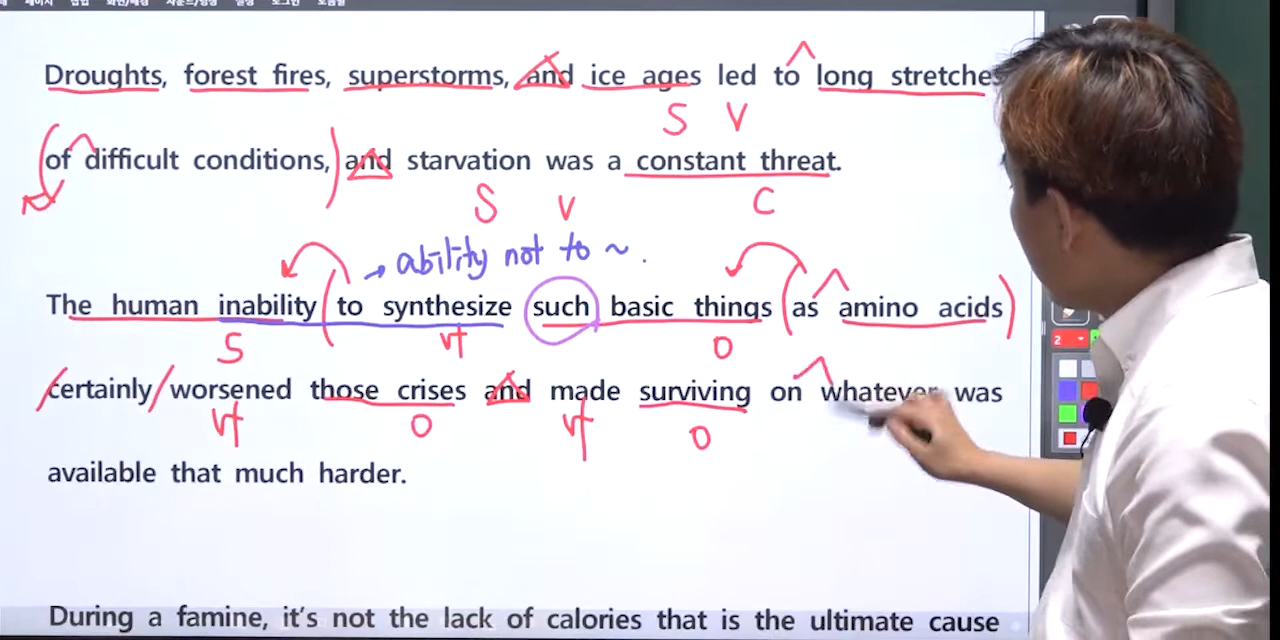 Droughts, forest fires, superstorms, and ice ages led to long stretches
S V
of difficult conditions, and starvation was a constant threat.
S V C
→ ability not to ~.
The human inability to synthesize such basic things as amino acids
S vt O
certainly worsened those crises and made surviving on whatever was
vt O vt O
available that much harder.
2
During a famine, it's not the lack of calories that is the ultimate cause